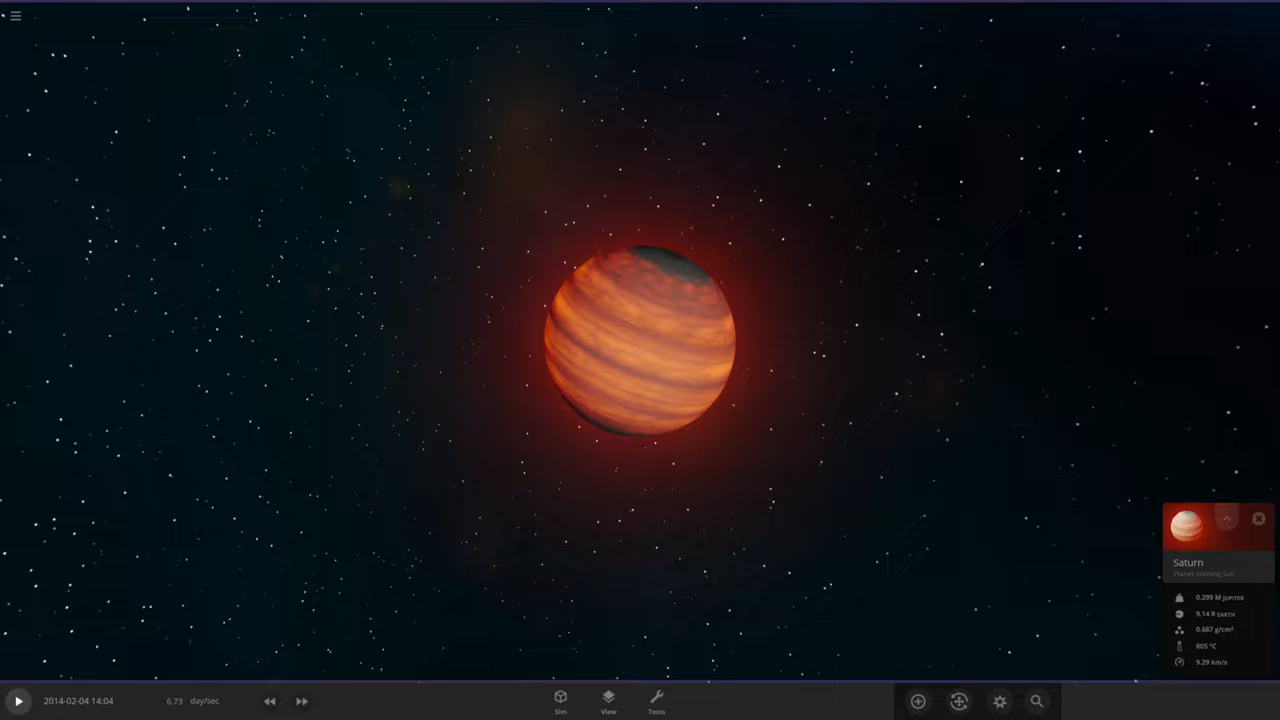 Saturn
Planet orbiting Sun
0.299 M JUPITER
9.14 R EARTH
0.687 g/cm³
805 °C
9.29 km/s
2014-02-04 14:04
6.73 day/sec
Sim
View
Tools